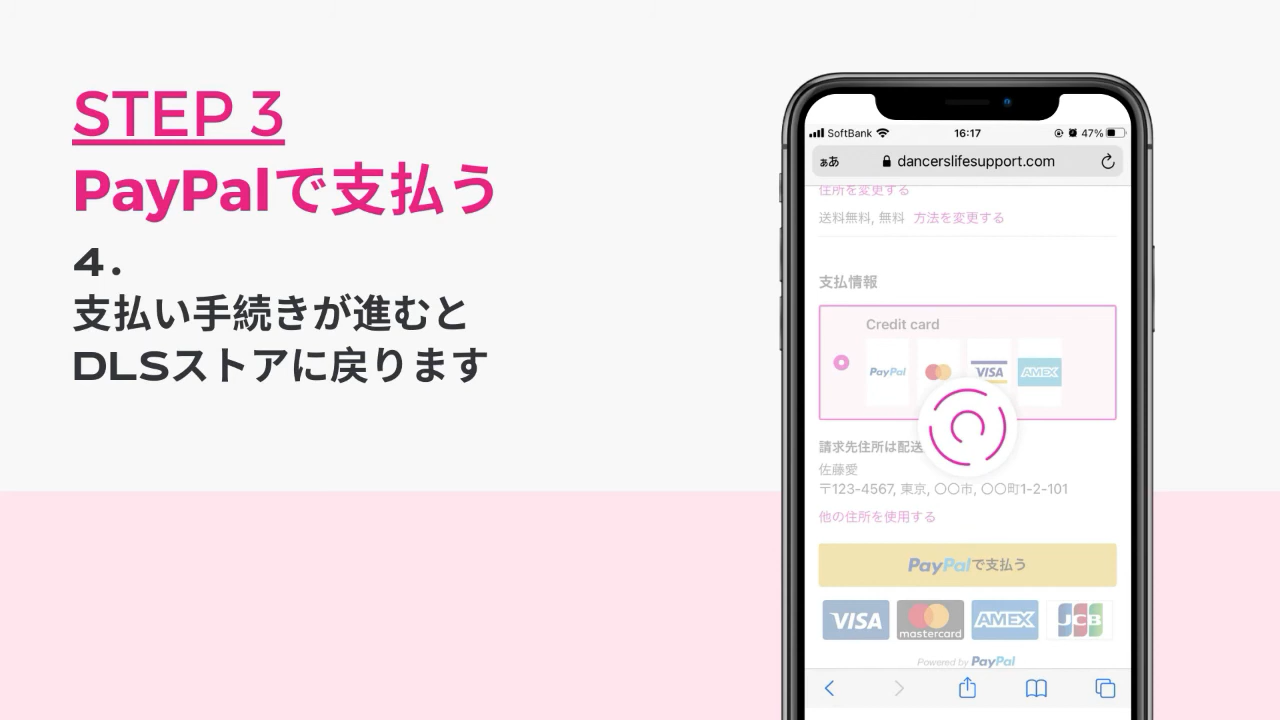 STEP 3
PayPalで支払う
4.
支払い手続きが進むと
DLSストアに戻ります
SoftBank 16:17 47%
ぁあ dancerslifesupport.com
住所を変更する
送料無料, 無料 方法を変更する
支払情報
Credit card
PayPal VISA AMEX
請求先住所は配送
佐藤愛
〒123-4567, 東京, 〇〇市, 〇〇町1-2-101
他の住所を使用する
PayPalで支払う
VISA mastercard AMEX JCB
Powered by PayPal